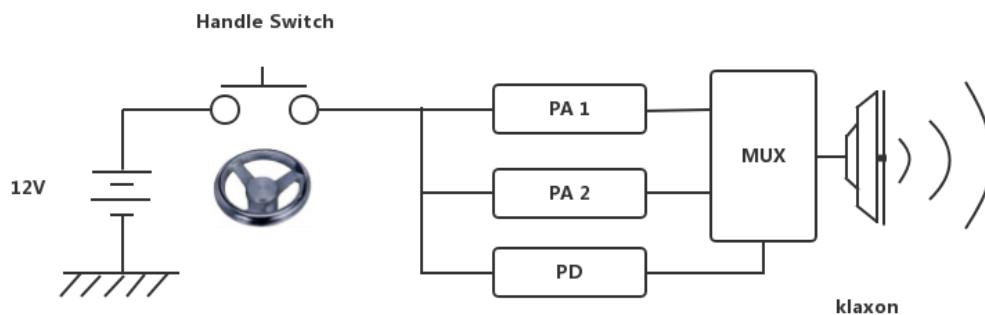 Handle Switch
PA 1
MUX
12V
PA 2
PD
klaxon